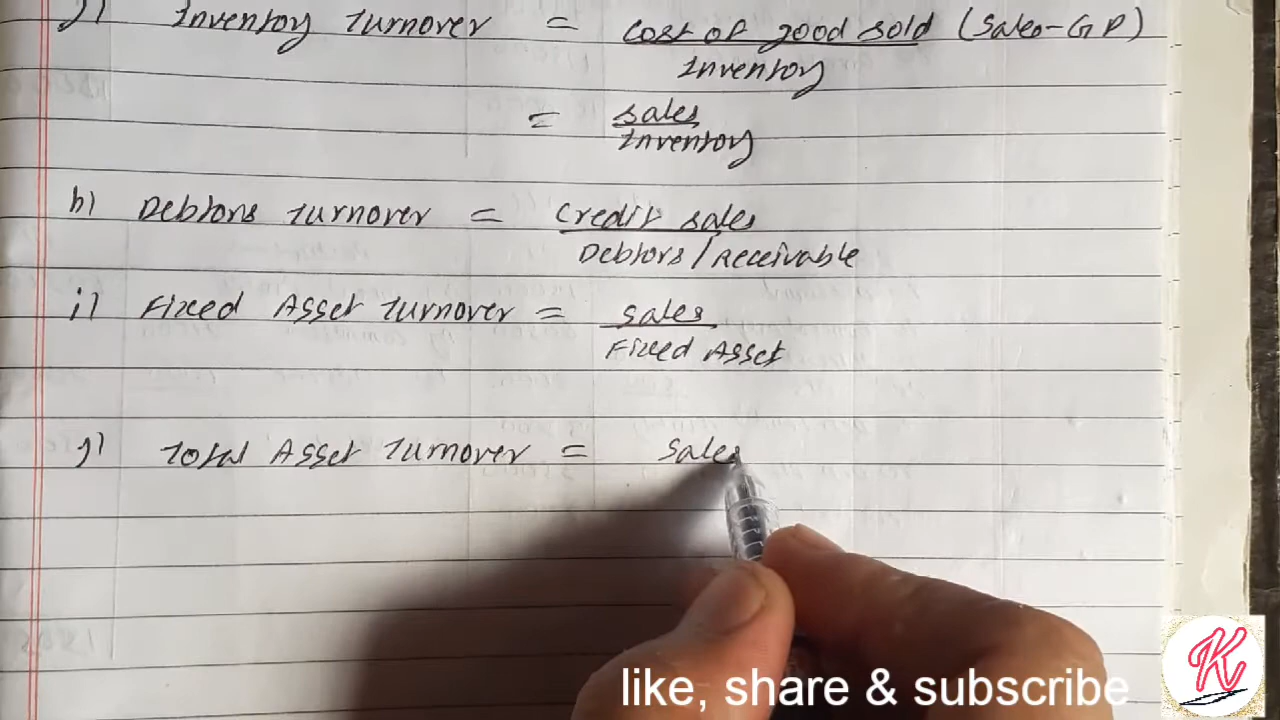 g) Inventory turnover = Cost of good sold (Sales-GP)
Inventory
= Sales
Inventory
h) Debtors turnover = Credit sales
Debtors / Receivable
i) Fixed Asset turnover = Sales
Fixed Asset
j) Total Asset turnover = Sales
like, share & subscribe
K